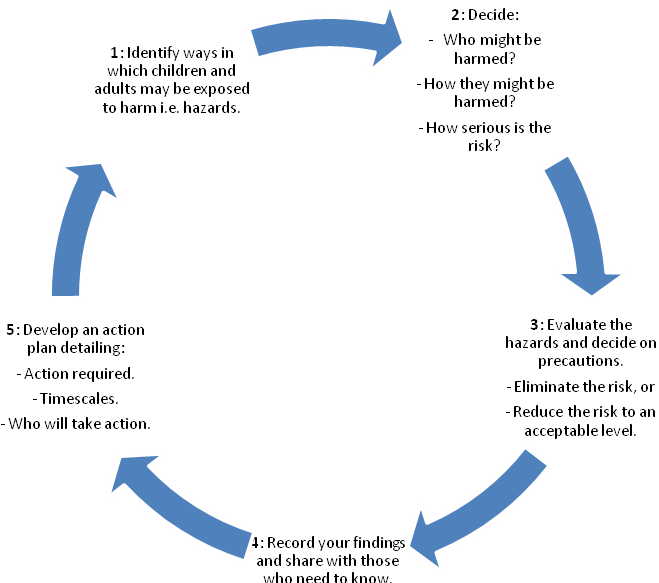 1: Identify ways in
which children and
adults may be exposed
to harm i.e. hazards.
2: Decide:
- Who might be
harmed?
- How they might be
harmed?
- How serious is the
risk?
3: Evaluate the
hazards and decide on
precautions.
- Eliminate the risk, or
- Reduce the risk to an
acceptable level.
4: Record your findings
and share with those
who need to know.
5: Develop an action
plan detailing:
- Action required.
- Timescales.
- Who will take action.